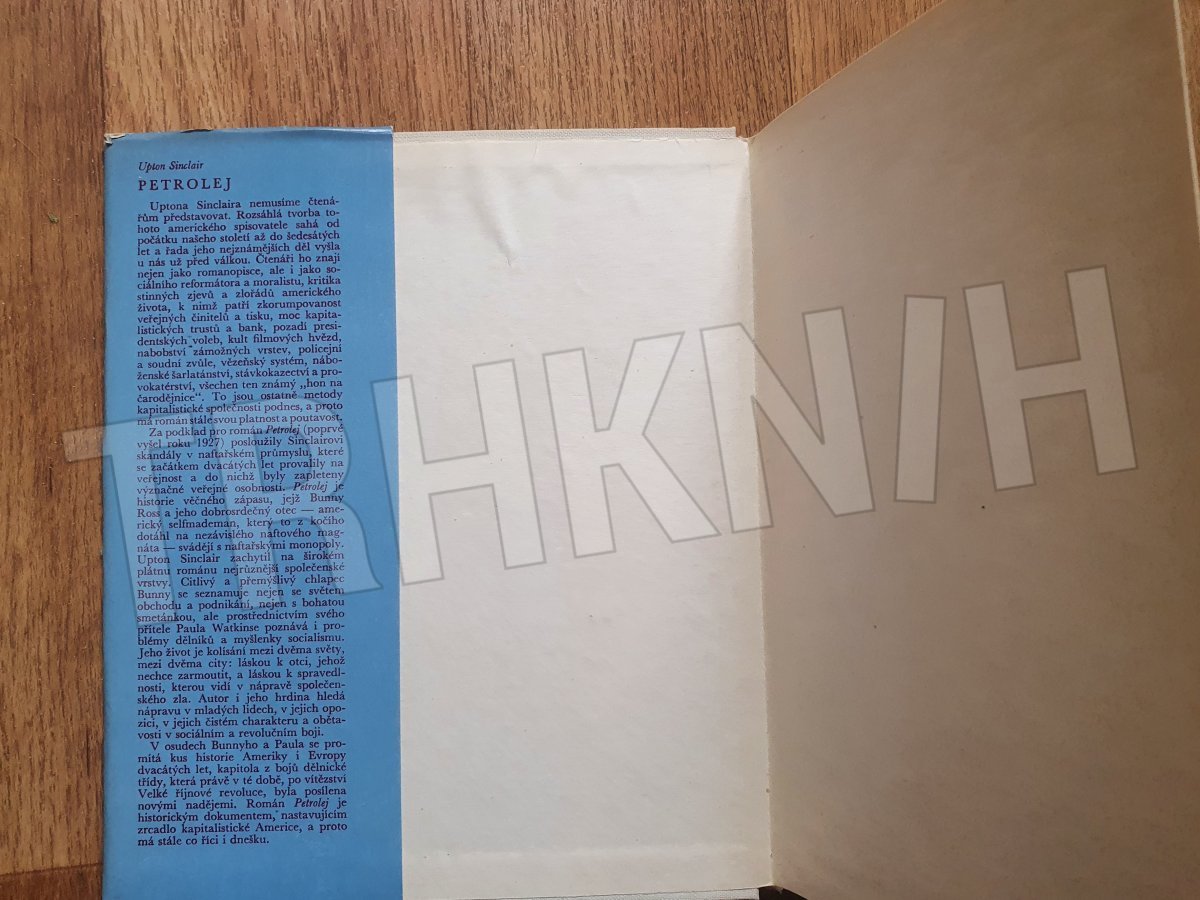 Upton Sinclair
PETROLEJ
Uptona Sinclaira nemusíme čtená-
řům představovat. Rozsáhlá tvorba to-
hoto amerického spisovatele sahá od
počátku našeho století až do šedesátých
let a řada jeho nejznámějších děl vyšla
u nás už před válkou. Čtenáři ho znají
nejen jako romanopisce, ale i jako so-
ciálního reformátora a moralistu, kritika
stinných zjevů a zlořádů amerického
života, k nimž patří zkorumpovanost
veřejných činitelů a tisku, moc kapita-
listických trustů a bank, pozadí presi-
dentských voleb, kult filmových hvězd,
nabobství zámožných vrstev, policejní
a soudní zvůle, vězeňský systém, nábo-
ženské šarlatánství, stávkokazectví a pro-
vokatérství, všechen ten známý „hon na
čarodějnice“. To jsou ostatně metody
kapitalistické společnosti podnes, a proto
má román stále svou platnost a poutavost.
Za podklad pro román Petrolej (poprvé
vyšel roku 1927) posloužily Sinclairovi
skandály v naftařském průmyslu, které
se začátkem dvacátých let provalily na
veřejnost a do nichž byly zapleteny
význačné veřejné osobnosti. Petrolej je
historie věčného zápasu, jejž Bunny
Ross a jeho dobrosrdečný otec — ame-
rický selfmademan, který to z kočího
dotáhl na nezávislého naftového mag-
náta — svádějí s naftařskými monopoly.
Upton Sinclair zachytil na širokém
plátnu románu nejrůznější společenské
vrstvy. Citlivý a přemýšlivý chlapec
Bunny se seznamuje nejen se světem
obchodu a podnikání, nejen s bohatou
smetánkou, ale prostřednictvím svého
přítele Paula Watkinse poznává i pro-
blémy dělníků a myšlenky socialismu.
Jeho život je kolísání mezi dvěma světy,
mezi dvěma city: láskou k otci, jehož
nechce zarmoutit, a láskou k spravedl-
nosti, kterou vidí v nápravě společen-
ského zla. Autor i jeho hrdina hledá
nápravu v mladých lidech, v jejich opo-
zici, v jejich čistém charakteru a oběta-
vosti v sociálním a revolučním boji.
V osudech Bunnyho a Paula se pro-
mítá kus historie Ameriky i Evropy
dvacátých let, kapitola z bojů dělnické
třídy, která právě v té době, po vítězství
Velké říjnové revoluce, byla posílena
novými nadějemi. Román Petrolej je
historickým dokumentem, nastavujícím
zrcadlo kapitalistické Americe, a proto
má stále co říci i dnešku.
TRHKNIH